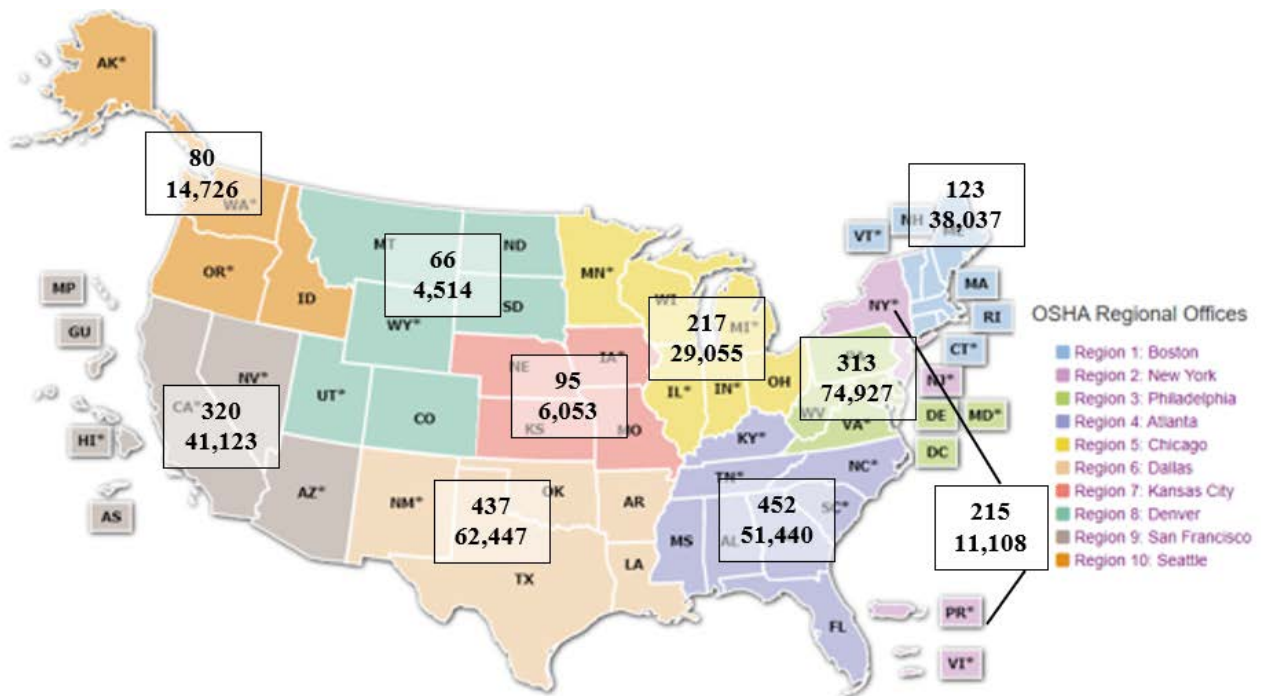 AK*
80
14,726
WA*
OR*
ID
MT
ND
66
4,514
SD
WY*
UT*
CO
MN*
WI
MI*
217
29,055
IL*
IN*
OH
NE
IA*
95
6,053
KS
MO
123
38,037
NH
ME
VT*
MA
RI
CT*
NY*
NJ*
PA
313
74,927
WV
VA*
DE
MD*
DC
MP
GU
HI*
AS
NV*
CA*
320
41,123
AZ*
NM*
OK
437
62,447
TX
AR
LA
KY*
TN*
NC*
SC*
452
51,440
MS
AL
FL
215
11,108
PR*
VI*
OSHA Regional Offices
Region 1: Boston
Region 2: New York
Region 3: Philadelphia
Region 4: Atlanta
Region 5: Chicago
Region 6: Dallas
Region 7: Kansas City
Region 8: Denver
Region 9: San Francisco
Region 10: Seattle